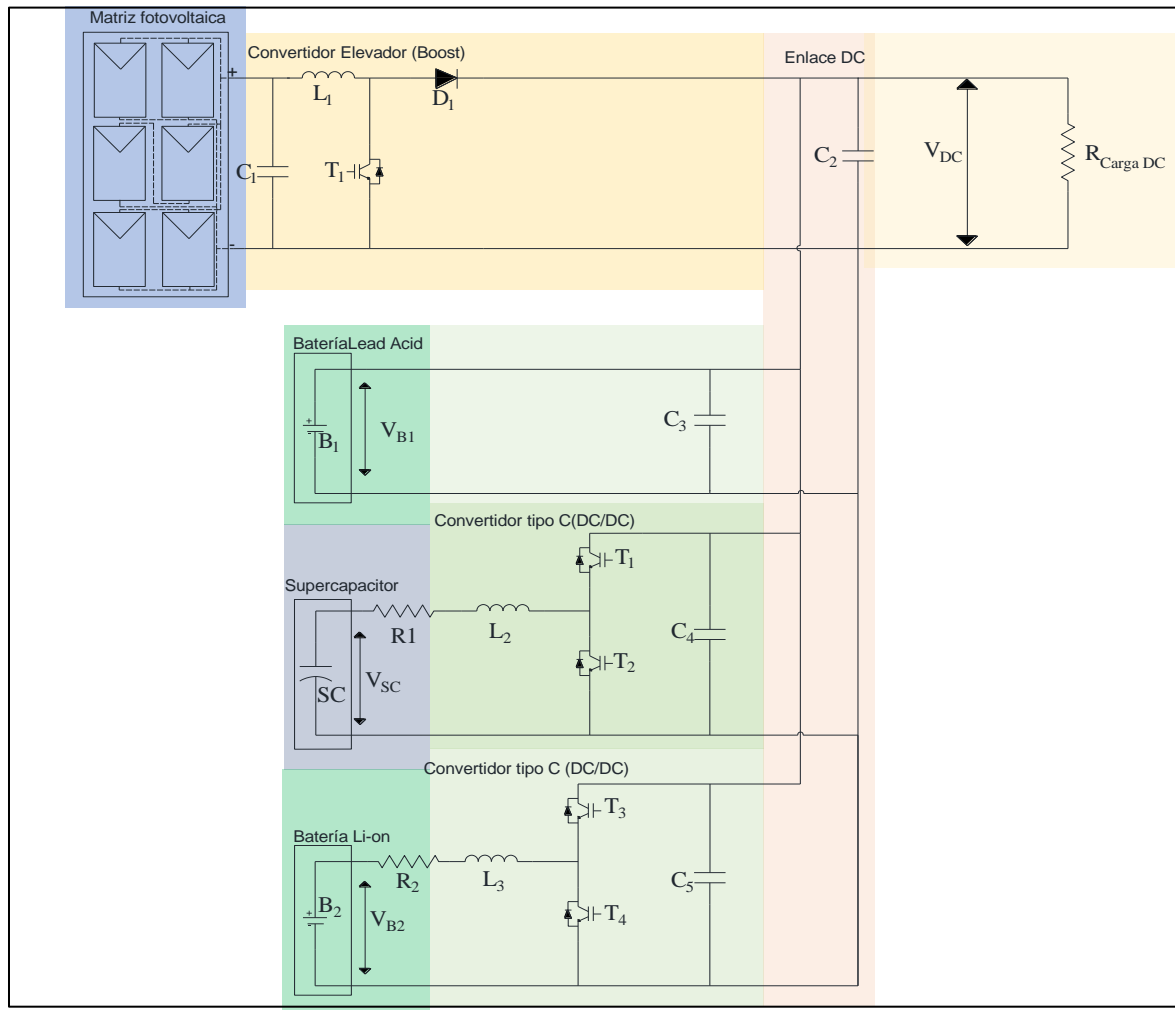 Matriz fotovoltaica
+
-
Convertidor Elevador (Boost)
L1
D1
C1
T1
Enlace DC
C2
VDC
RCarga DC
BateríaLead Acid
+
-
B1
VB1
C3
Convertidor tipo C(DC/DC)
T1
Supercapacitor
R1
L2
C4
T2
SC
VSC
Convertidor tipo C (DC/DC)
T3
Batería Li-on
R2
L3
C5
+
-
B2
VB2
T4